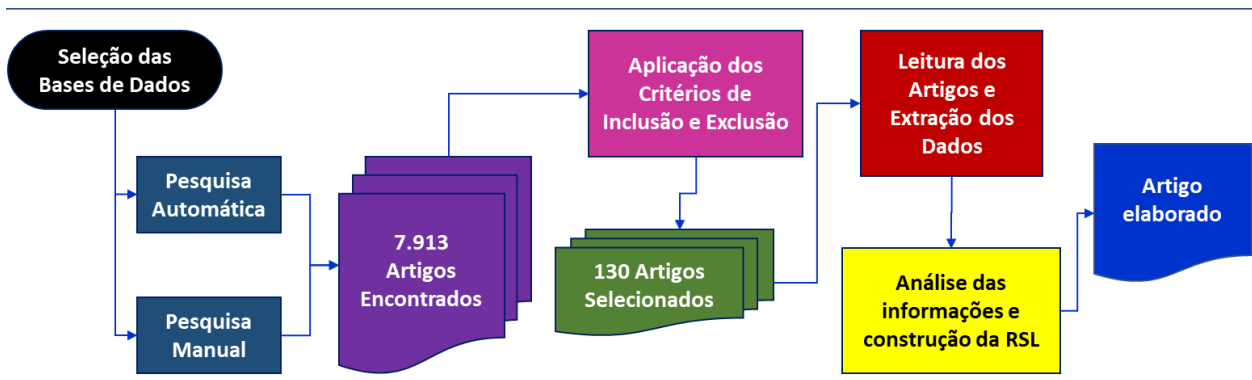 Seleção das
Bases de Dados
Pesquisa
Automática
Pesquisa
Manual
7.913
Artigos
Encontrados
Aplicação dos
Critérios de
Inclusão e Exclusão
130 Artigos
Selecionados
Leitura dos
Artigos e
Extração dos
Dados
Análise das
informações e
construção da RSL
Artigo
elaborado